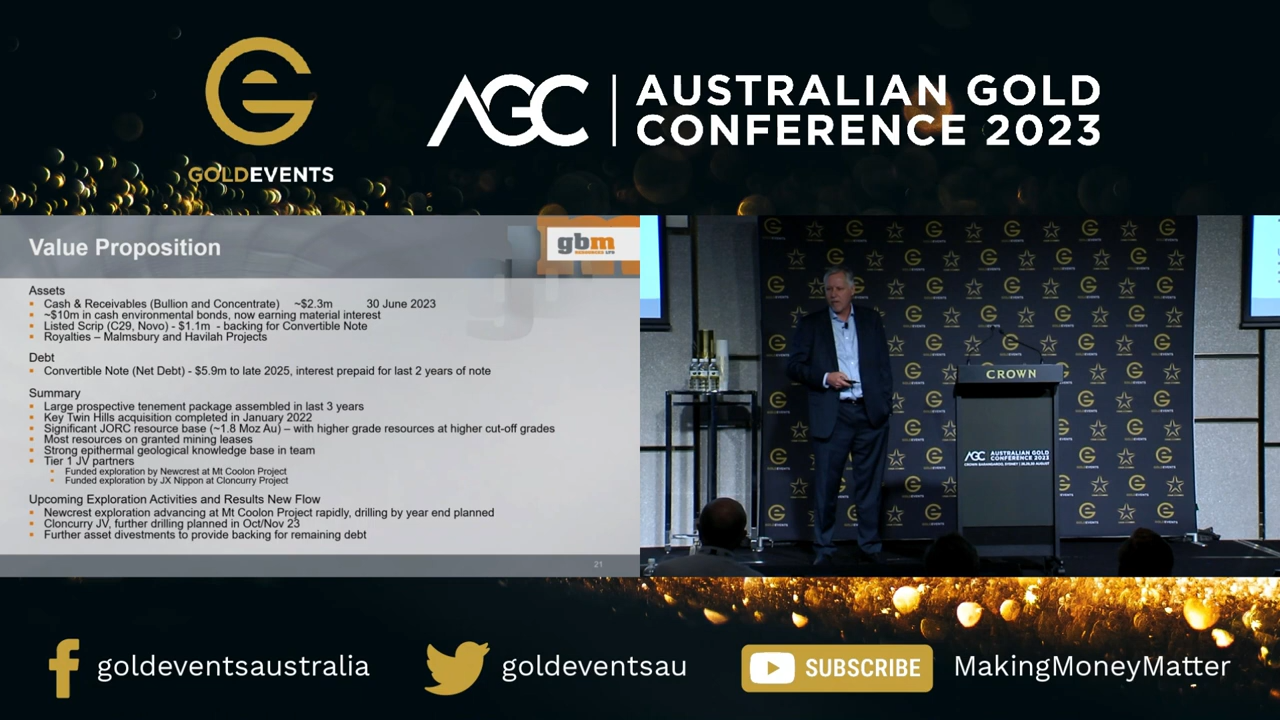 GOLDEVENTS
AGC
AUSTRALIAN GOLD
CONFERENCE 2023
Value Proposition
gbm
RESOURCES LTD
Assets
Cash & Receivables (Bullion and Concentrate) ~$2.3m 30 June 2023
~$10m in cash environmental bonds, now earning material interest
Listed Scrip (C29, Novo) - $1.1m - backing for Convertible Note
Royalties – Malmsbury and Havilah Projects
Debt
Convertible Note (Net Debt) - $5.9m to late 2025, interest prepaid for last 2 years of note
Summary
Large prospective tenement package assembled in last 3 years
Key Twin Hills acquisition completed in January 2022
Significant JORC resource base (~1.8 Moz Au) – with higher grade resources at higher cut-off grades
Most resources on granted mining leases
Strong epithermal geological knowledge base in team
Tier 1 JV partners
Funded exploration by Newcrest at Mt Coolon Project
Funded exploration by JX Nippon at Cloncurry Project
Upcoming Exploration Activities and Results New Flow
Newcrest exploration advancing at Mt Coolon Project rapidly, drilling by year end planned
Cloncurry JV, further drilling planned in Oct/Nov 23
Further asset divestments to provide backing for remaining debt
21
CROWN
AGC
AUSTRALIAN GOLD
CONFERENCE 2023
goldeventsaustralia
goldeventsau
SUBSCRIBE
MakingMoneyMatter